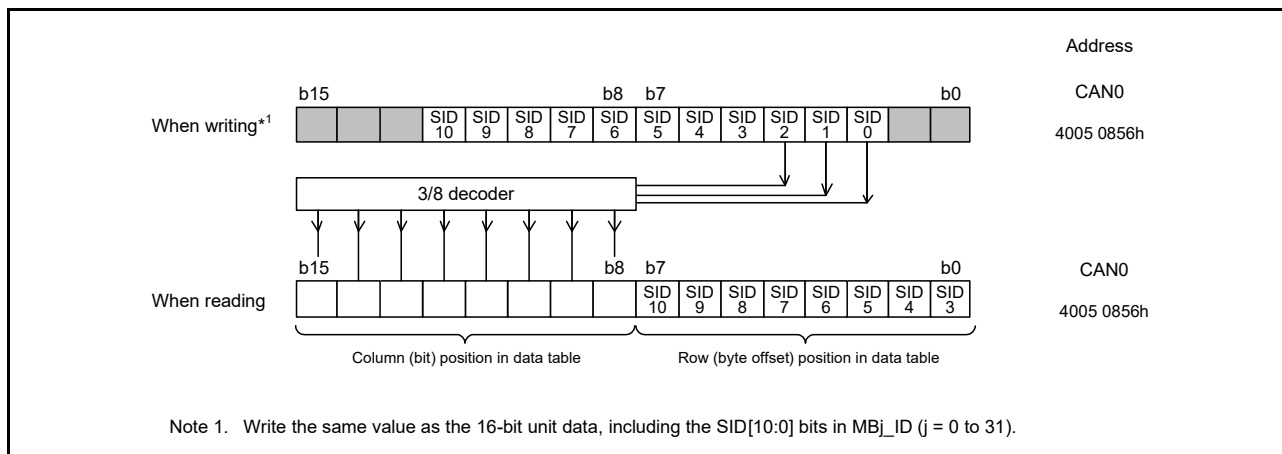 Address
b15 b8 b7 b0 CAN0
When writing*1 SID 10 SID 9 SID 8 SID 7 SID 6 SID 5 SID 4 SID 3 SID 2 SID 1 SID 0 4005 0856h
3/8 decoder
b15 b8 b7 b0 CAN0
When reading SID 10 SID 9 SID 8 SID 7 SID 6 SID 5 SID 4 SID 3 4005 0856h
Column (bit) position in data table Row (byte offset) position in data table
Note 1. Write the same value as the 16-bit unit data, including the SID[10:0] bits in MBj_ID (j = 0 to 31).